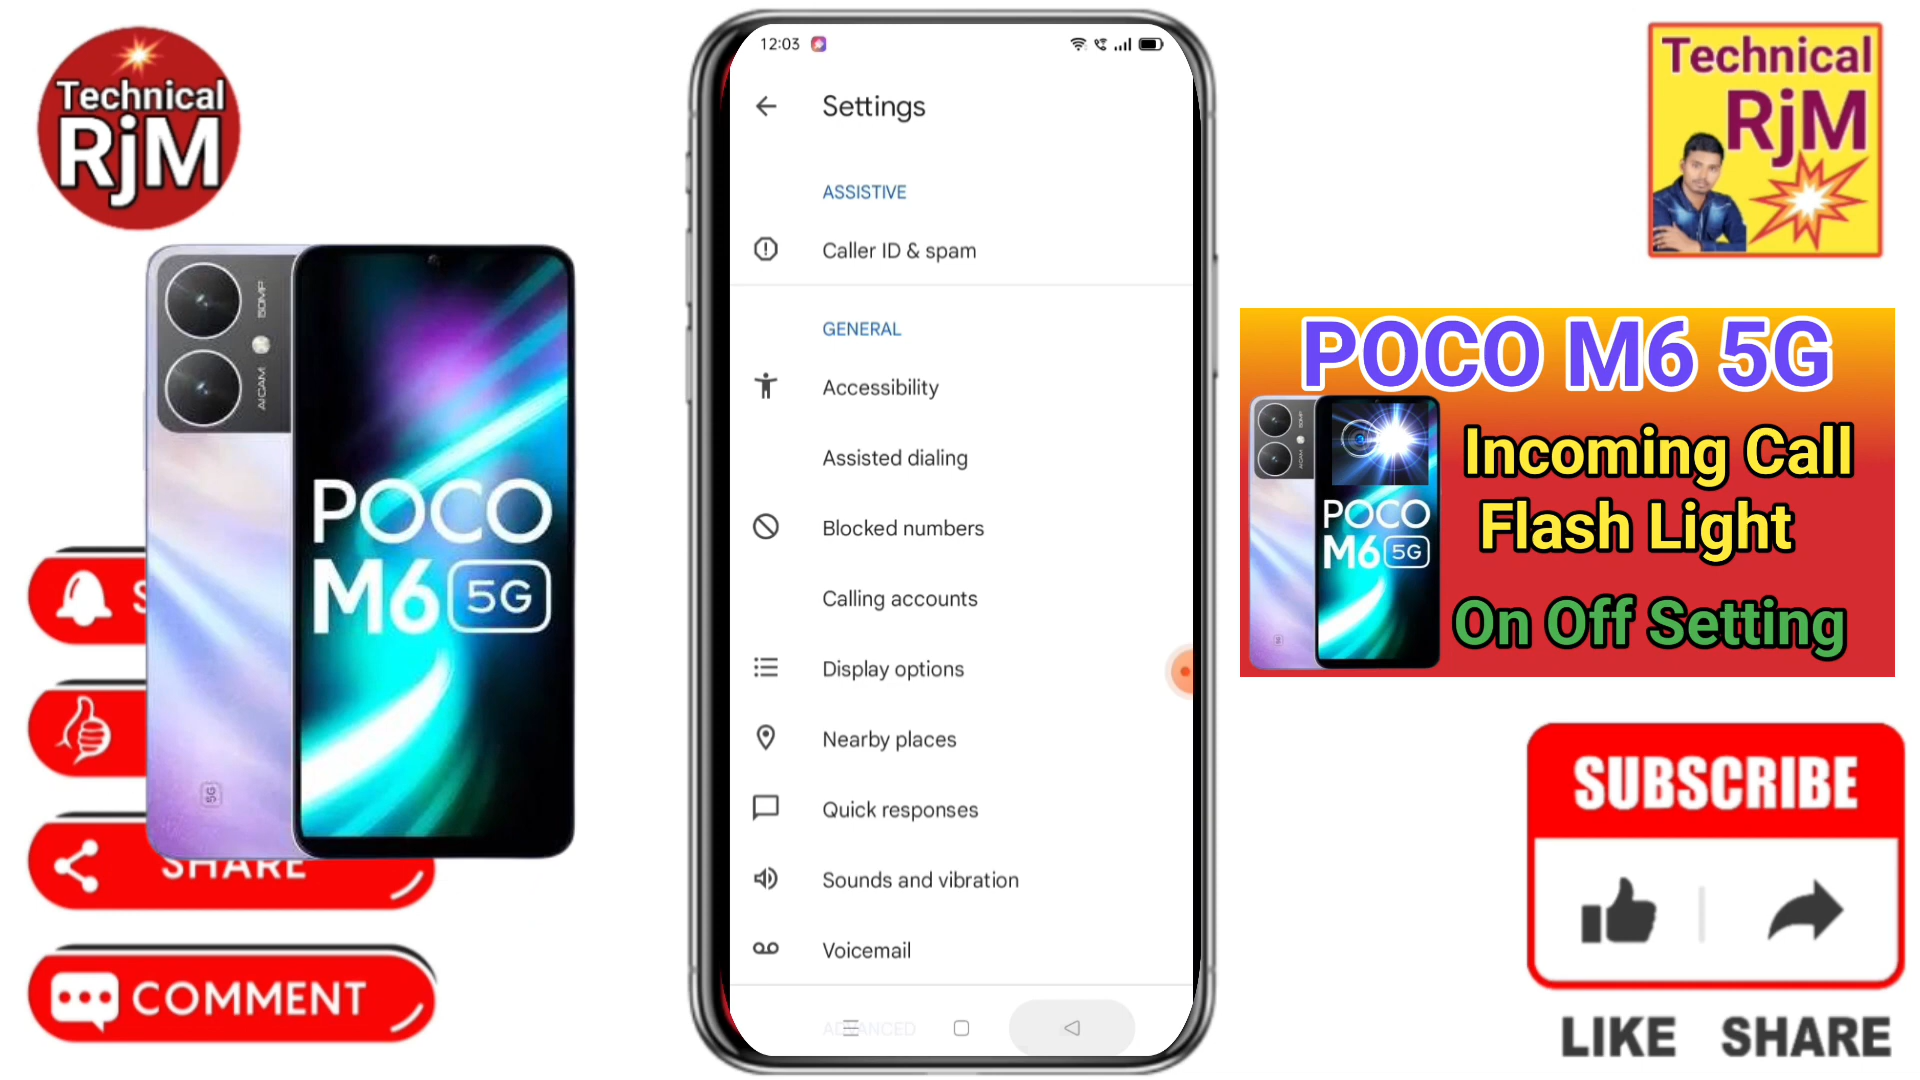 Technical
RjM
50MP
AI CAM
POCO
M6 5G
5G
S
SHARE
COMMENT
12:03
Settings
ASSISTIVE
Caller ID & spam
GENERAL
Accessibility
Assisted dialing
Blocked numbers
Calling accounts
Display options
Nearby places
Quick responses
Sounds and vibration
Voicemail
ADVANCED
Technical
RjM
POCO M6 5G
Incoming Call
Flash Light
On Off Setting
POCO
M6 5G
SUBSCRIBE
LIKE SHARE